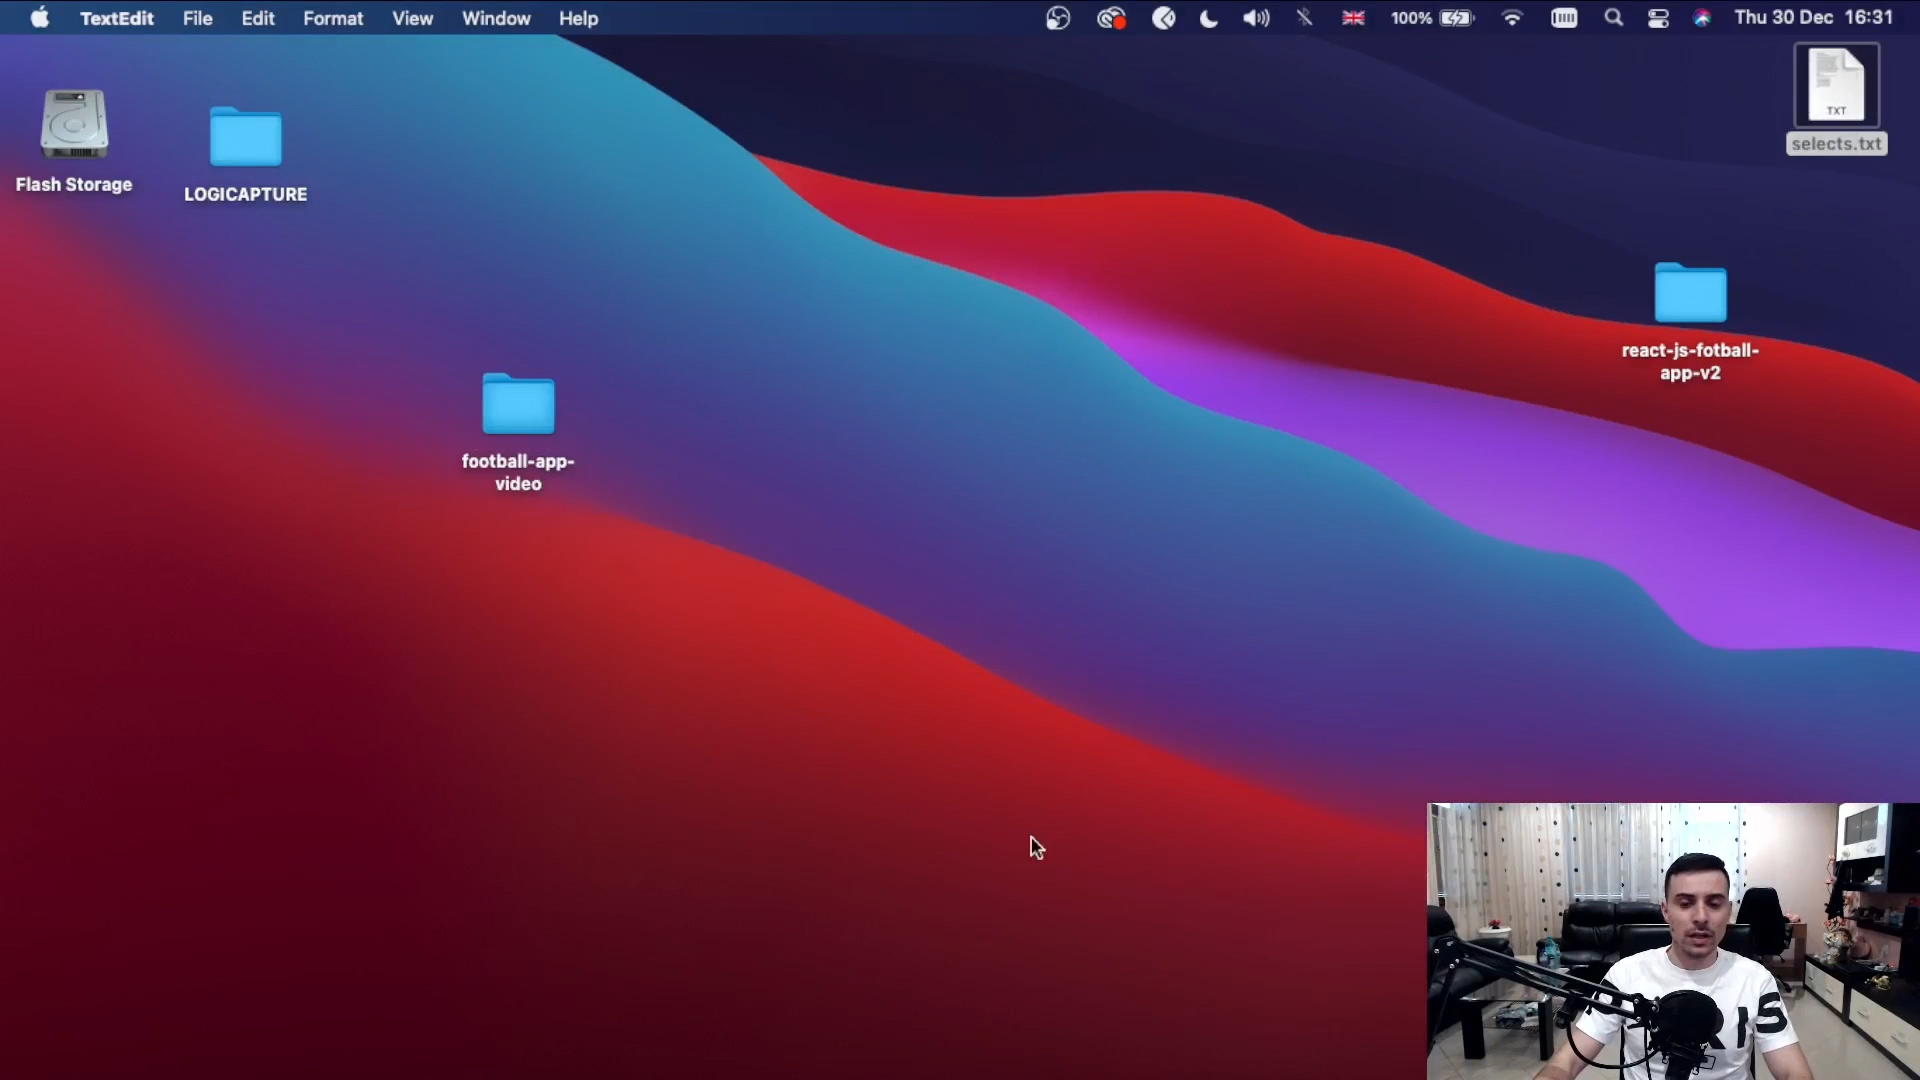 TextEdit File Edit Format View Window Help 100% Thu 30 Dec 16:31
TXT
selects.txt
Flash Storage
LOGICAPTURE
react-js-fotball-
app-v2
football-app-
video